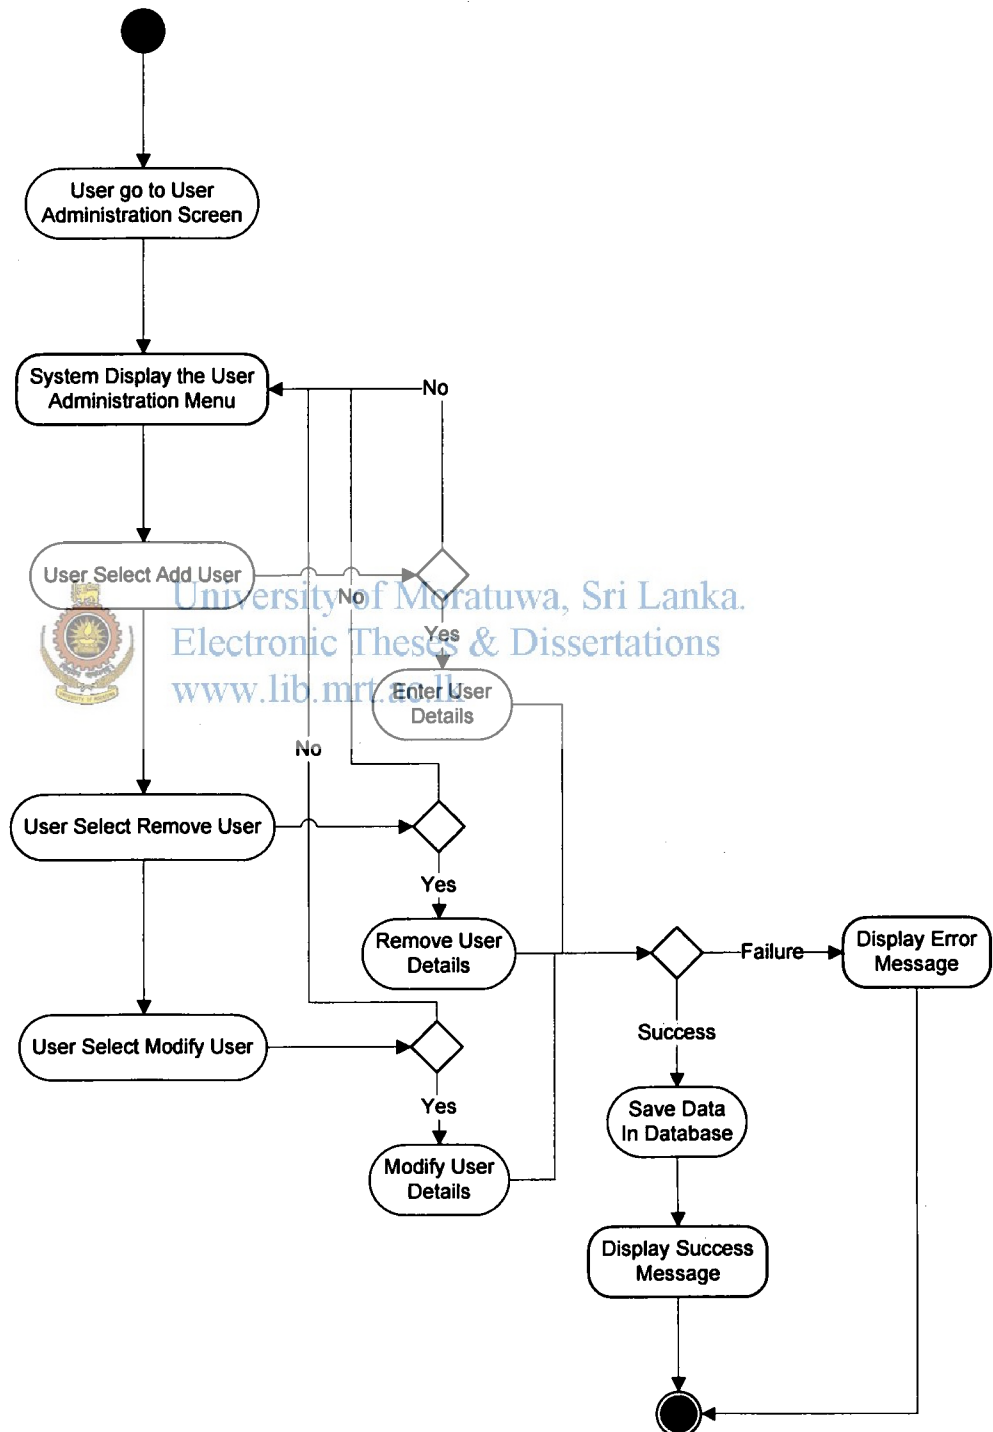 User go to User
Administration Screen
System Display the User
Administration Menu
No
User Select Add User
University of Moratuwa, Sri Lanka.
No
Electronic Theses & Dissertations
Yes
www.lib.mrt.ac.lk
Enter User
Details
No
User Select Remove User
Yes
Remove User
Details
Failure
Display Error
Message
User Select Modify User
Success
Yes
Save Data
In Database
Modify User
Details
Display Success
Message